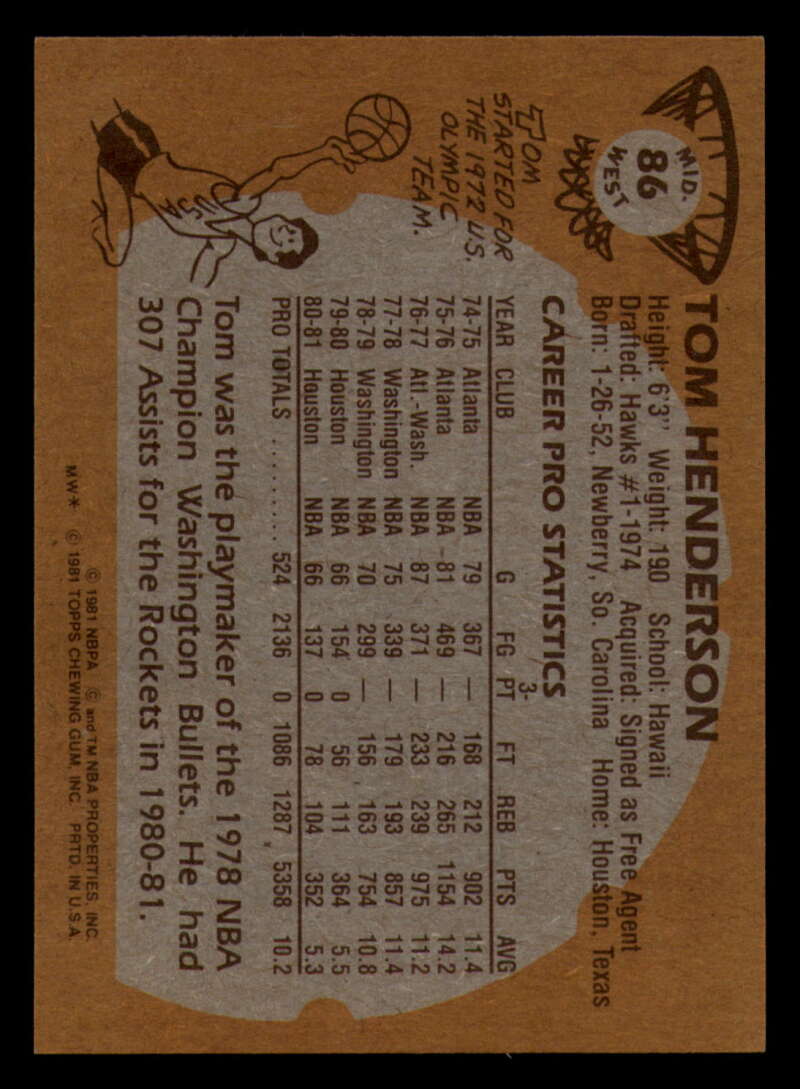 MID.
86
WEST
TOM HENDERSON
Height: 6'3" Weight: 190 School: Hawaii
Drafted: Hawks #1-1974 Acquired: Signed as Free Agent
Born: 1-26-52, Newberry, So. Carolina Home: Houston, Texas
TOM
STARTED FOR
THE 1972 U.S.
OLYMPIC
TEAM.
USA
CAREER PRO STATISTICS
YEAR CLUB G FG 3-PT FT REB PTS AVG
74-75 Atlanta NBA 79 367 — 168 212 902 11.4
75-76 Atlanta NBA 81 469 — 216 265 1154 14.2
76-77 Atl.-Wash. NBA 87 371 — 233 239 975 11.2
77-78 Washington NBA 75 339 — 179 193 857 11.4
78-79 Washington NBA 70 299 — 156 163 754 10.8
79-80 Houston NBA 66 154 0 56 111 364 5.5
80-81 Houston NBA 66 137 0 78 104 352 5.3
PRO TOTALS .......... 524 2136 0 1086 1287 5358 10.2
Tom was the playmaker of the 1978 NBA
Champion Washington Bullets. He had
307 Assists for the Rockets in 1980-81.
© 1981 NBPA © and TM NBA PROPERTIES, INC.
MW* © 1981 TOPPS CHEWING GUM, INC. PRTD. IN U.S.A.